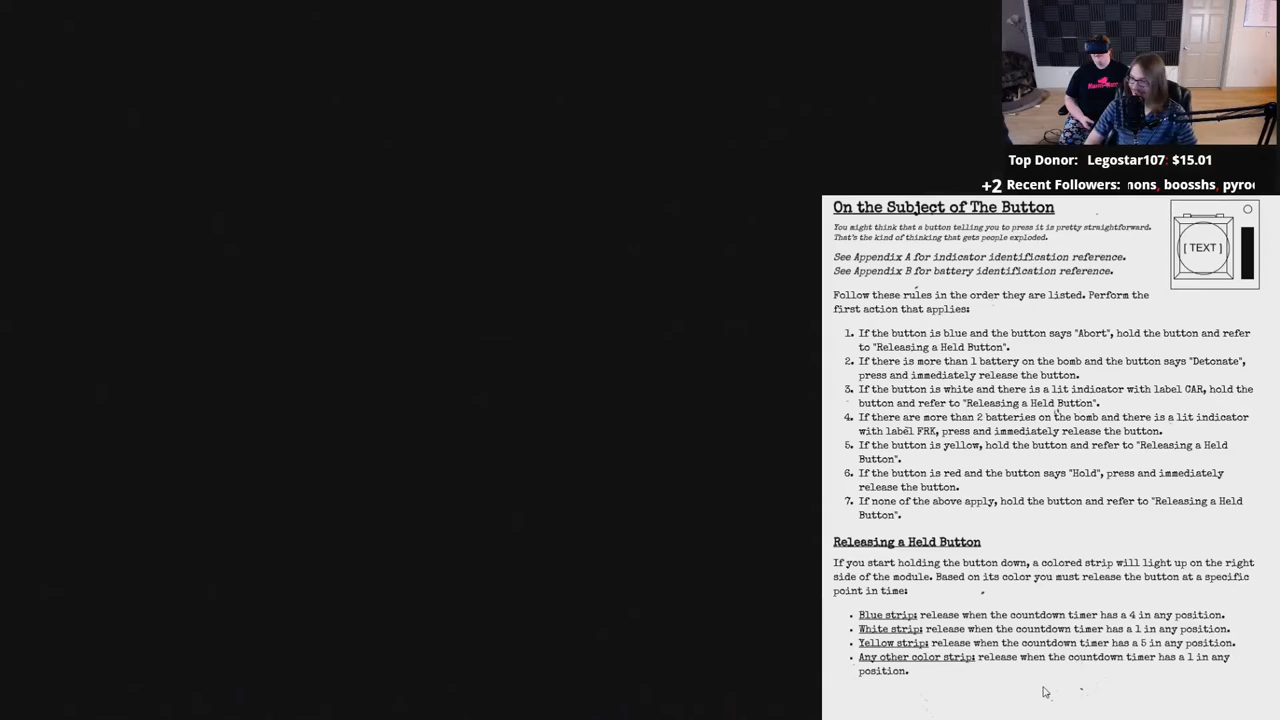 Top Donor: Legostar107: $15.01
+2 Recent Followers: nons, boosshs, pyro
On the Subject of The Button
You might think that a button telling you to press it is pretty straightforward.
That's the kind of thinking that gets people exploded.
[ TEXT ]
See Appendix A for indicator identification reference.
See Appendix B for battery identification reference.
Follow these rules in the order they are listed. Perform the
first action that applies:
1. If the button is blue and the button says "Abort", hold the button and refer
to "Releasing a Held Button".
2. If there is more than 1 battery on the bomb and the button says "Detonate",
press and immediately release the button.
3. If the button is white and there is a lit indicator with label CAR, hold the
button and refer to "Releasing a Held Button".
4. If there are more than 2 batteries on the bomb and there is a lit indicator
with label FRK, press and immediately release the button.
5. If the button is yellow, hold the button and refer to "Releasing a Held
Button".
6. If the button is red and the button says "Hold", press and immediately
release the button.
7. If none of the above apply, hold the button and refer to "Releasing a Held
Button".
Releasing a Held Button
If you start holding the button down, a colored strip will light up on the right
side of the module. Based on its color you must release the button at a specific
point in time:
• Blue strip: release when the countdown timer has a 4 in any position.
• White strip: release when the countdown timer has a 1 in any position.
• Yellow strip: release when the countdown timer has a 5 in any position.
• Any other color strip: release when the countdown timer has a 1 in any
position.